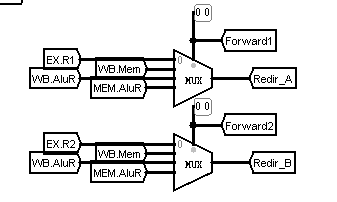 0 0
Forward1
EX.R1
WB.Mem
0
WB.AluR
MUX
Redir_A
MEM.AluR
0 0
Forward2
EX.R2
WB.Mem
0
WB.AluR
MUX
Redir_B
MEM.AluR